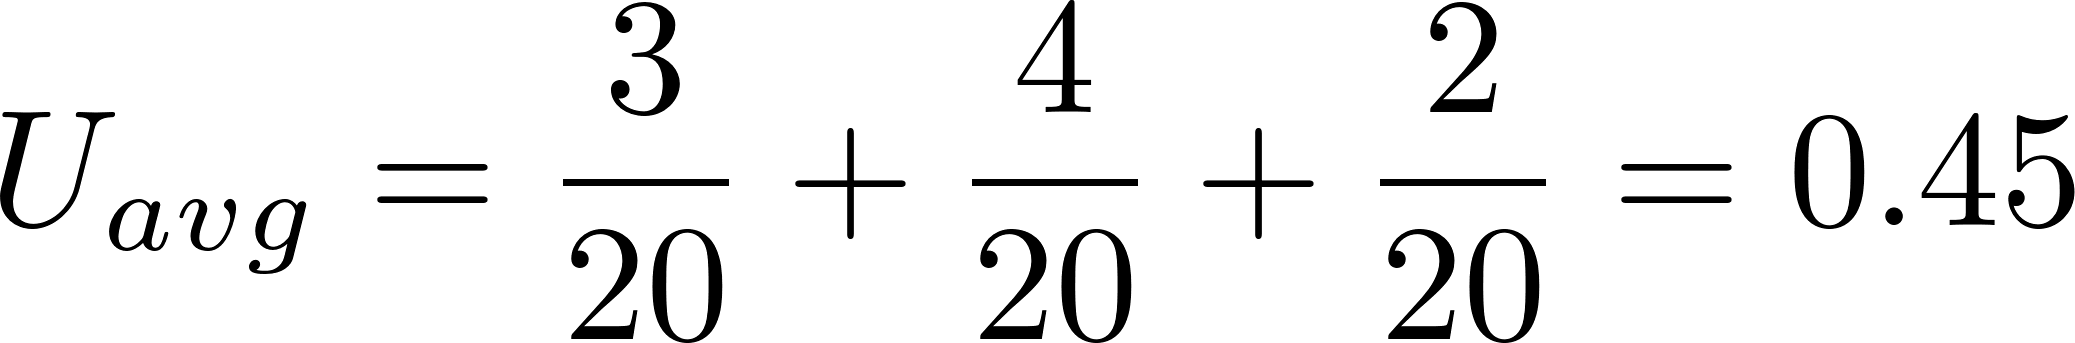 U_{avg} = \frac{3}{20} + \frac{4}{20} + \frac{2}{20} = 0.45